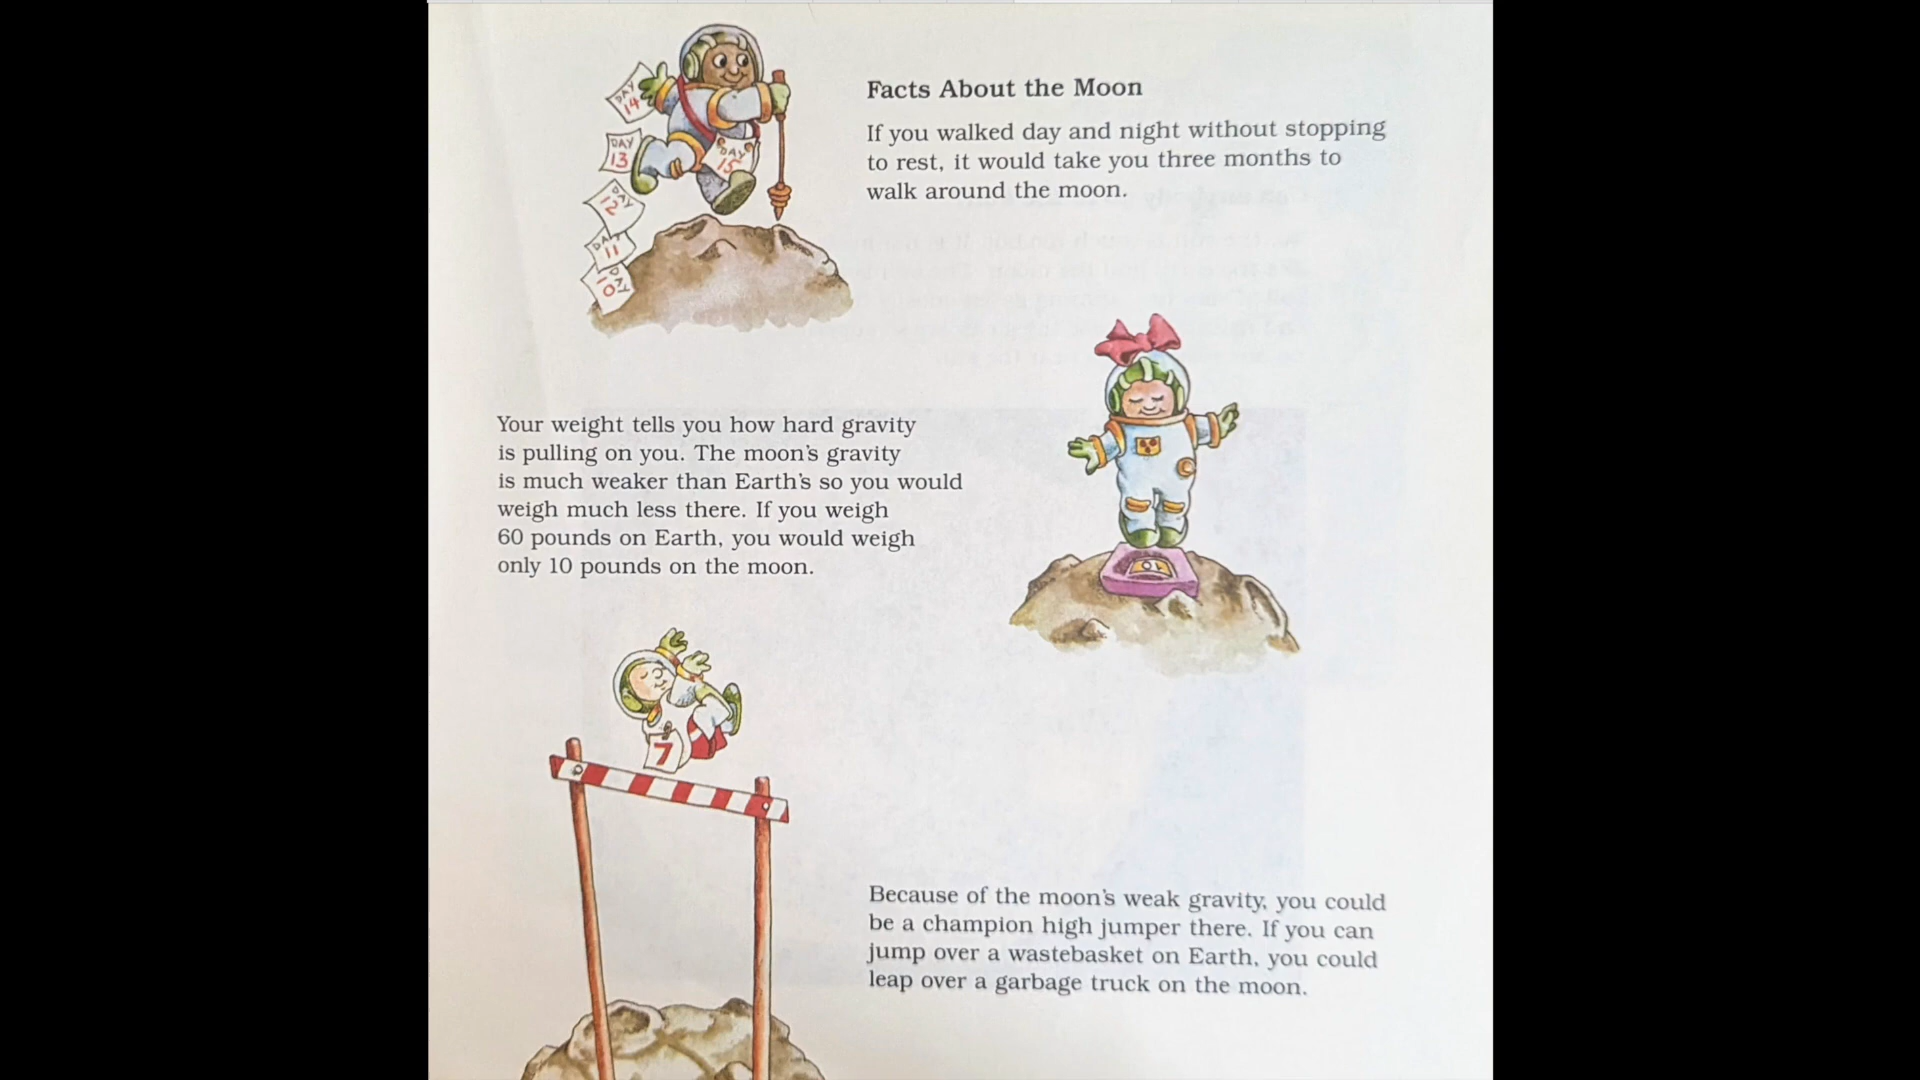 Facts About the Moon
If you walked day and night without stopping
to rest, it would take you three months to
walk around the moon.
DAY
14
DAY
13
DAY
15
DAY
12
DAY
11
DAY
10
Your weight tells you how hard gravity
is pulling on you. The moon's gravity
is much weaker than Earth's so you would
weigh much less there. If you weigh
60 pounds on Earth, you would weigh
only 10 pounds on the moon.
10
7
Because of the moon's weak gravity, you could
be a champion high jumper there. If you can
jump over a wastebasket on Earth, you could
leap over a garbage truck on the moon.